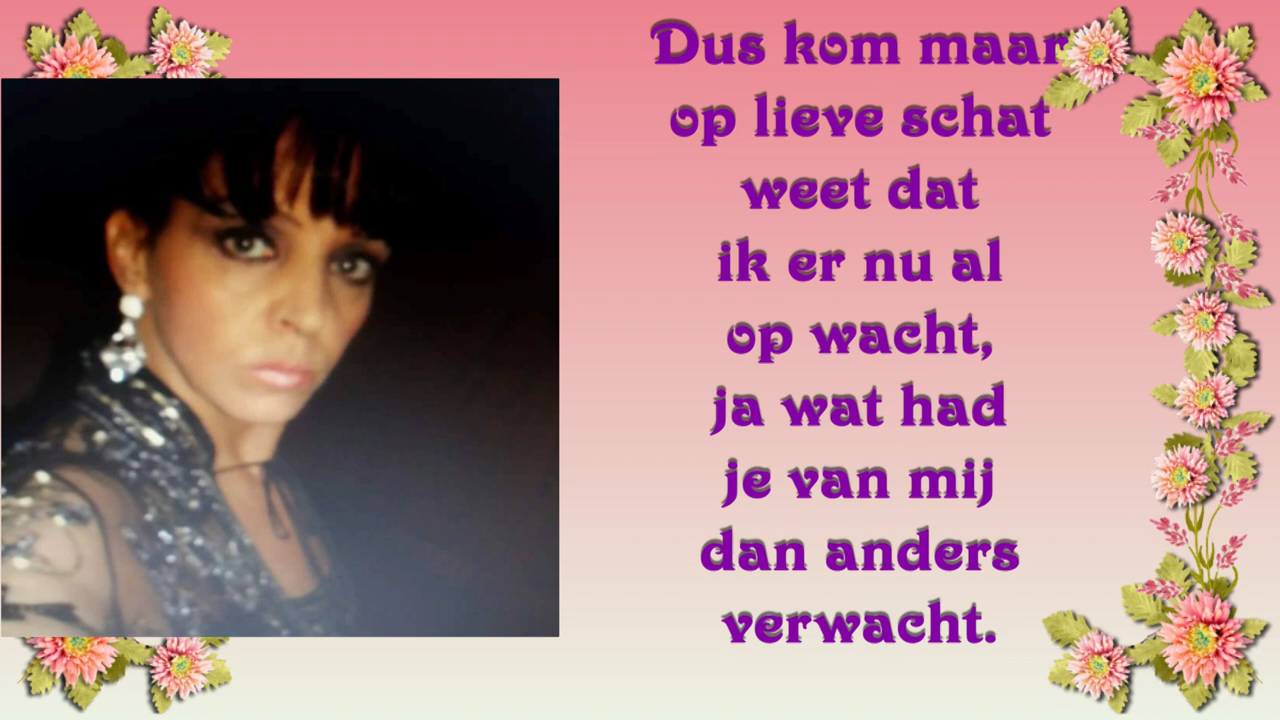 Dus kom maar
op lieve schat
weet dat
ik er nu al
op wacht,
ja wat had
je van mij
dan anders
verwacht.